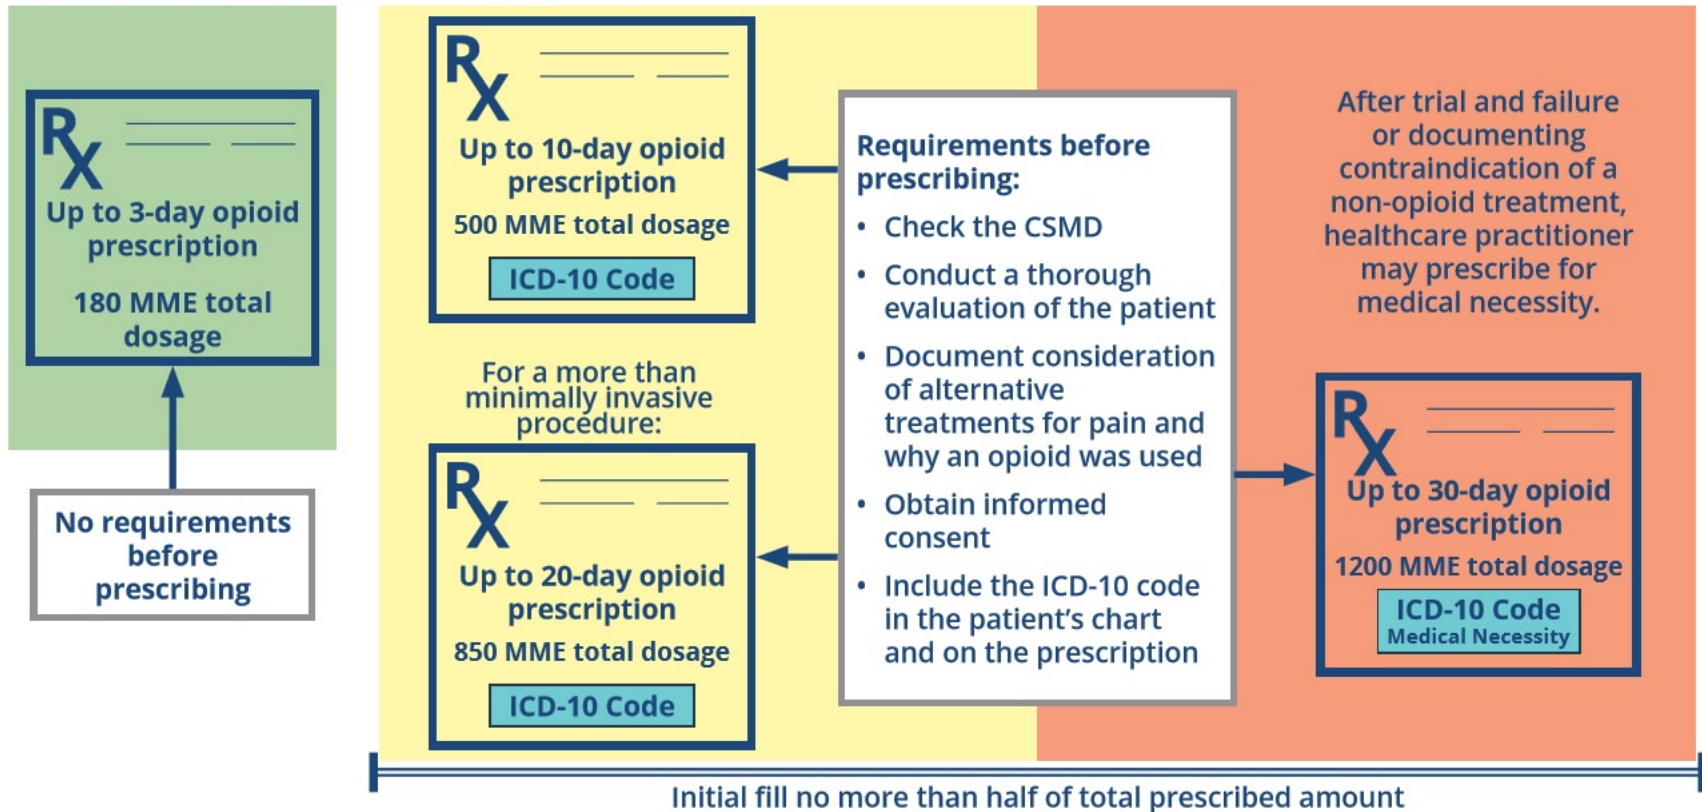 Rx
Up to 3-day opioid
prescription
180 MME total
dosage
No requirements
before
prescribing
Rx
Up to 10-day opioid
prescription
500 MME total dosage
ICD-10 Code
For a more than
minimally invasive
procedure:
Rx
Up to 20-day opioid
prescription
850 MME total dosage
ICD-10 Code
Requirements before
prescribing:
• Check the CSMD
• Conduct a thorough
evaluation of the patient
• Document consideration
of alternative
treatments for pain and
why an opioid was used
• Obtain informed
consent
• Include the ICD-10 code
in the patient’s chart
and on the prescription
After trial and failure
or documenting
contraindication of a
non-opioid treatment,
healthcare practitioner
may prescribe for
medical necessity.
Rx
Up to 30-day opioid
prescription
1200 MME total dosage
ICD-10 Code
Medical Necessity
Initial fill no more than half of total prescribed amount